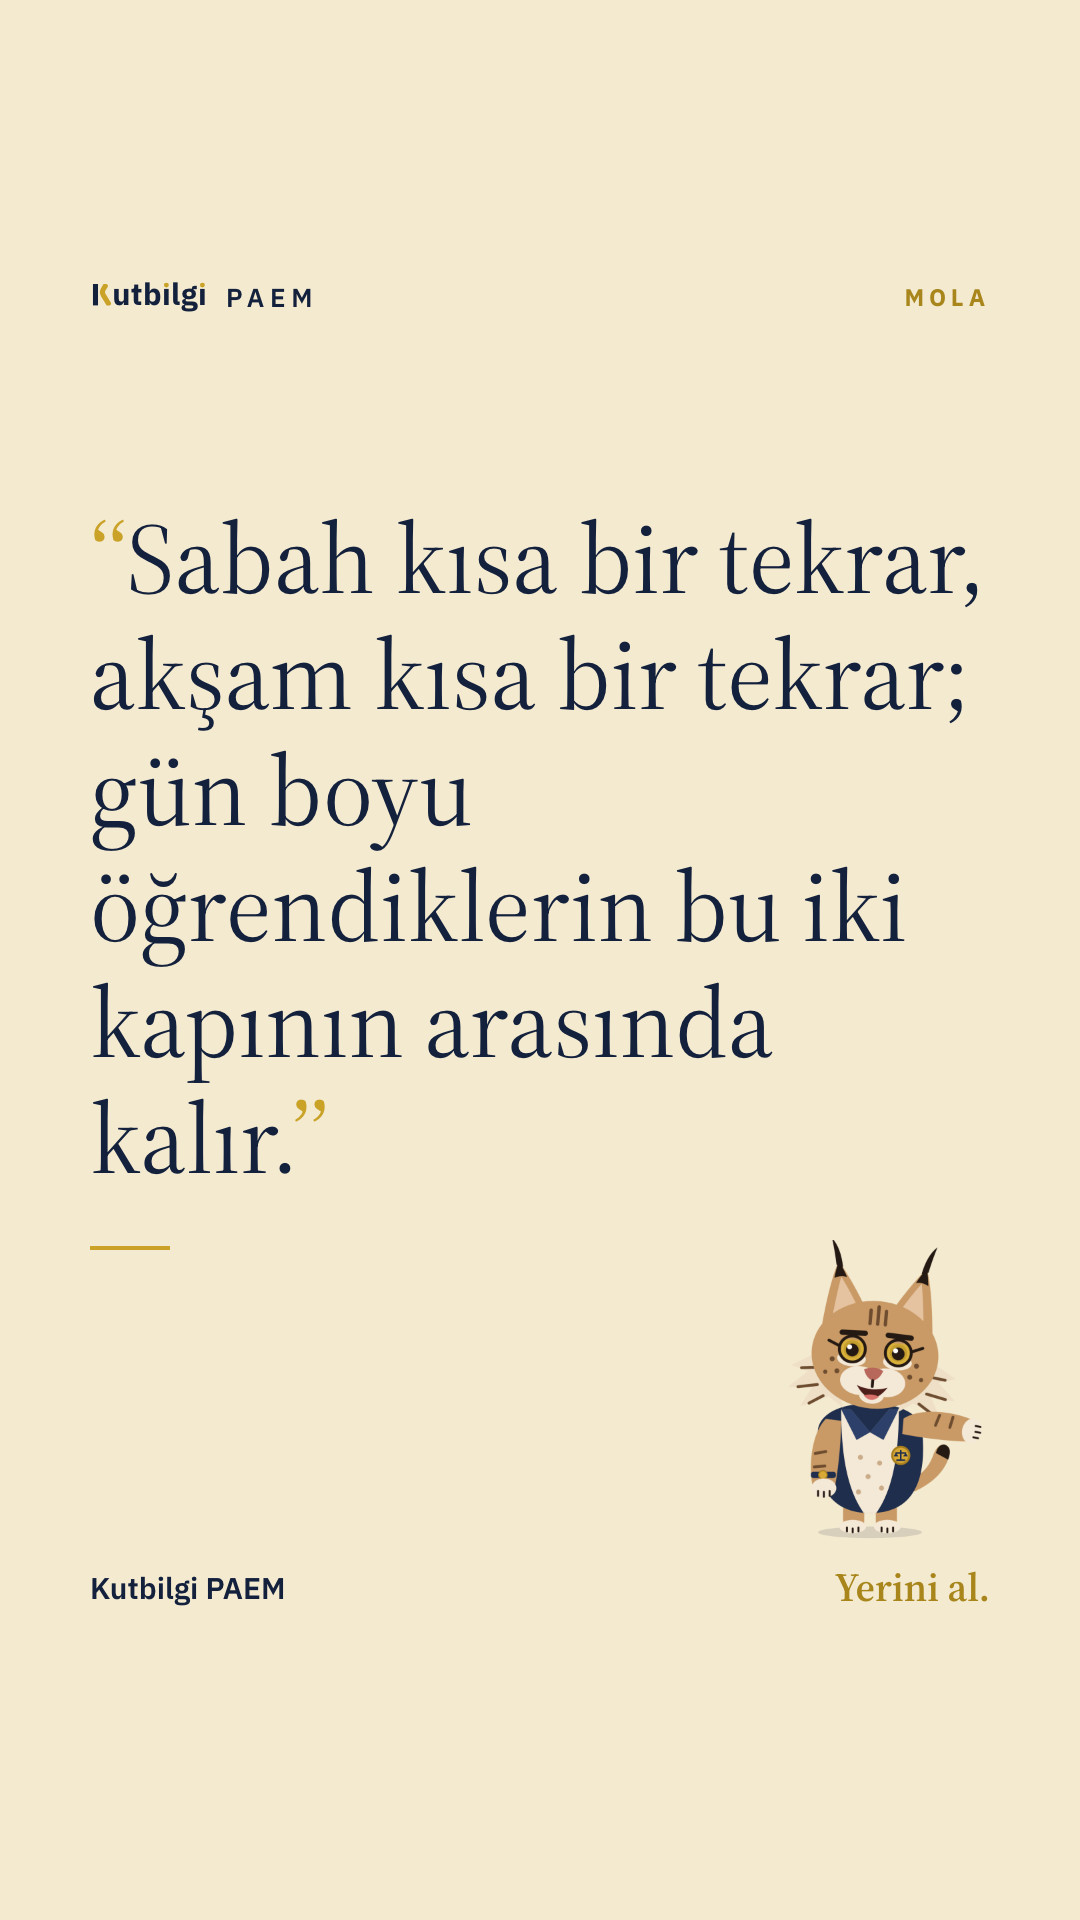 Kutbilgi PAEM
MOLA
“Sabah kısa bir tekrar,
akşam kısa bir tekrar;
gün boyu
öğrendiklerin bu iki
kapının arasında
kalır.”
Kutbilgi PAEM
Yerini al.